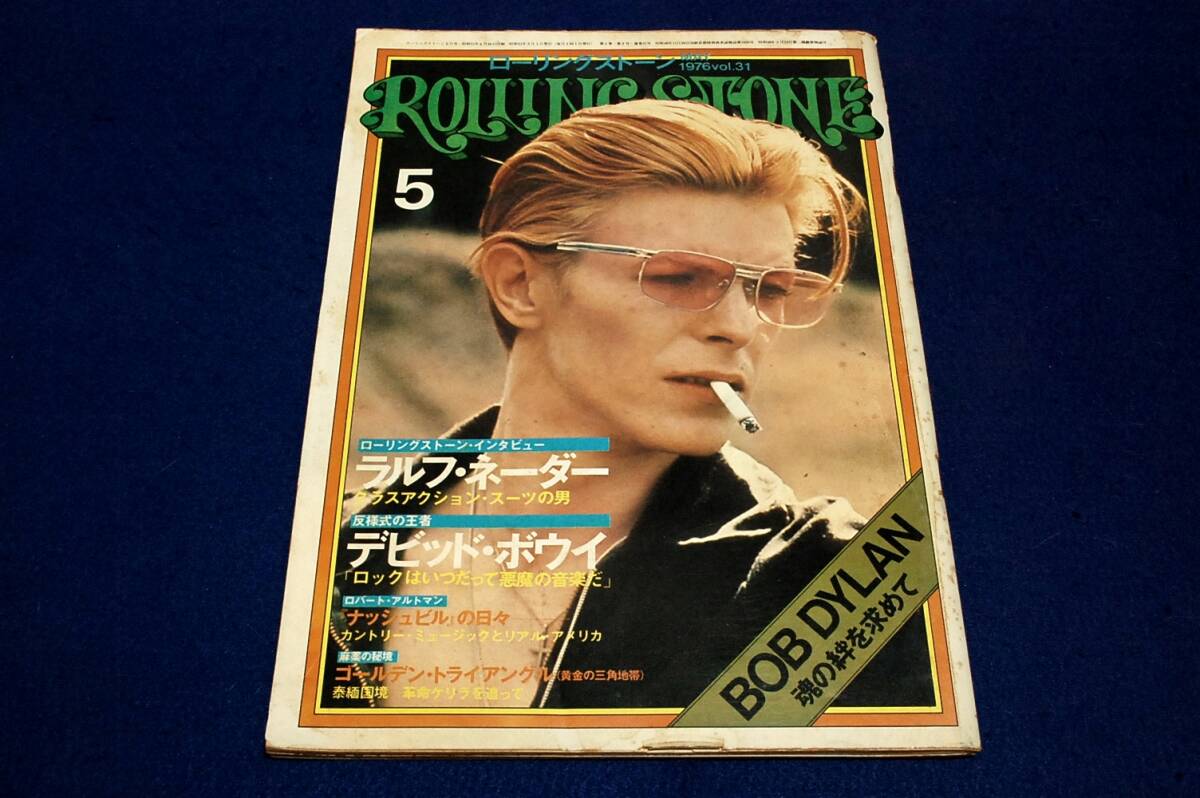 ローリングストーン
MAY
1976 vol.31
ROLLING STONE
5
ローリングストーン・インタビュー
ラルフ・ネーダー
クラスアクション・スーツの男
反様式の王者
デビッド・ボウイ
「ロックはいつだって悪魔の音楽だ」
ロバート・アルトマン
「ナッシュビル」の日々
カントリー・ミュージックとリアル・アメリカ
麻薬の秘境
ゴールデン・トライアングル(黄金の三角地帯)
泰緬国境 革命ゲリラを追って
BOB DYLAN
魂の絆を求めて